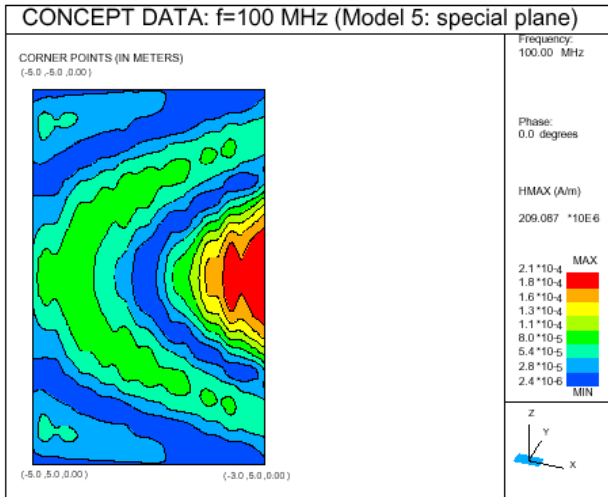 CONCEPT DATA: f=100 MHz (Model 5: special plane)
CORNER POINTS (IN METERS)
(-5.0 ,-5.0 ,0.00 )
(-5.0 ,5.0 ,0.00 )
(-3.0 ,5.0 ,0.00 )
Frequency:
100.00 MHz
Phase:
0.0 degrees
HMAX (A/m)
209.087 *10E6
MAX
2.1 *10-4
1.8 *10-4
1.6 *10-4
1.3 *10-4
1.1 *10-4
8.0 *10-5
5.4 *10-5
2.8 *10-5
2.4 *10-6
MIN
Z
Y
X